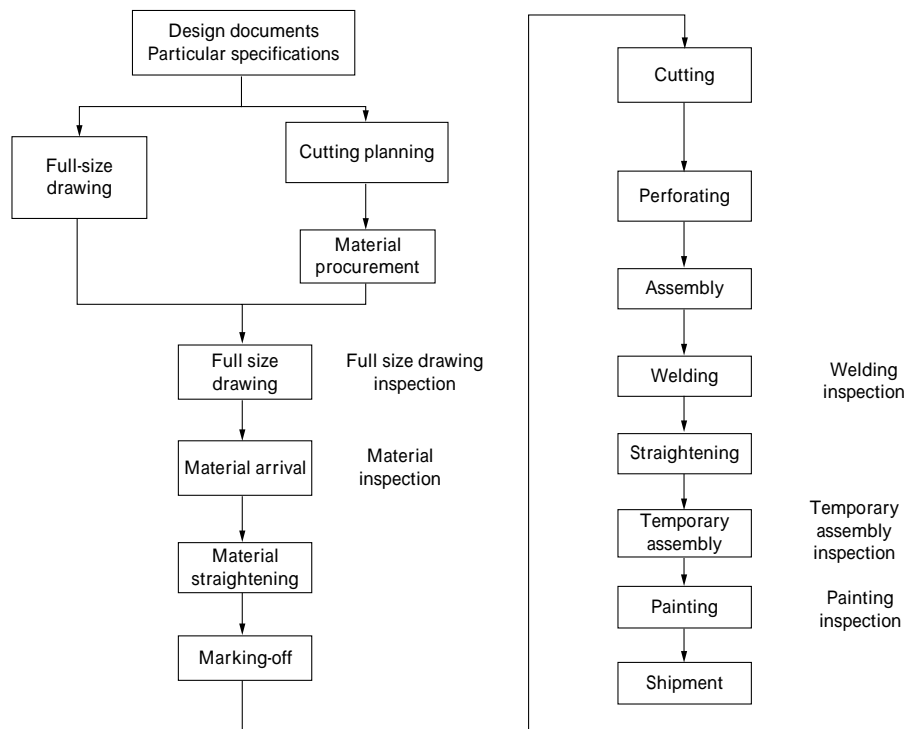 Design documents
Particular specifications
Full-size
drawing
Cutting planning
Material
procurement
Full size
drawing
Full size drawing
inspection
Material arrival
Material
inspection
Material
straightening
Marking-off
Cutting
Perforating
Assembly
Welding
Welding
inspection
Straightening
Temporary
assembly
Temporary
assembly
inspection
Painting
Painting
inspection
Shipment